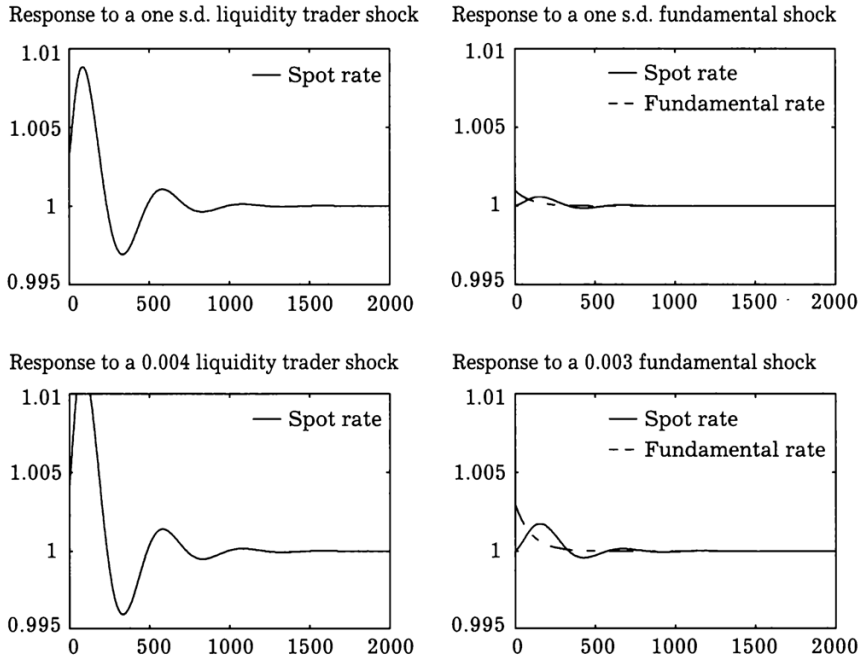 Response to a one s.d. liquidity trader shock
1.01
1.005
1
0.995
Spot rate
0 500 1000 1500 2000
Response to a one s.d. fundamental shock
1.01
1.005
1
0.995
Spot rate
Fundamental rate
0 500 1000 1500 2000
Response to a 0.004 liquidity trader shock
1.01
1.005
1
0.995
Spot rate
0 500 1000 1500 2000
Response to a 0.003 fundamental shock
1.01
1.005
1
0.995
Spot rate
Fundamental rate
0 500 1000 1500 2000